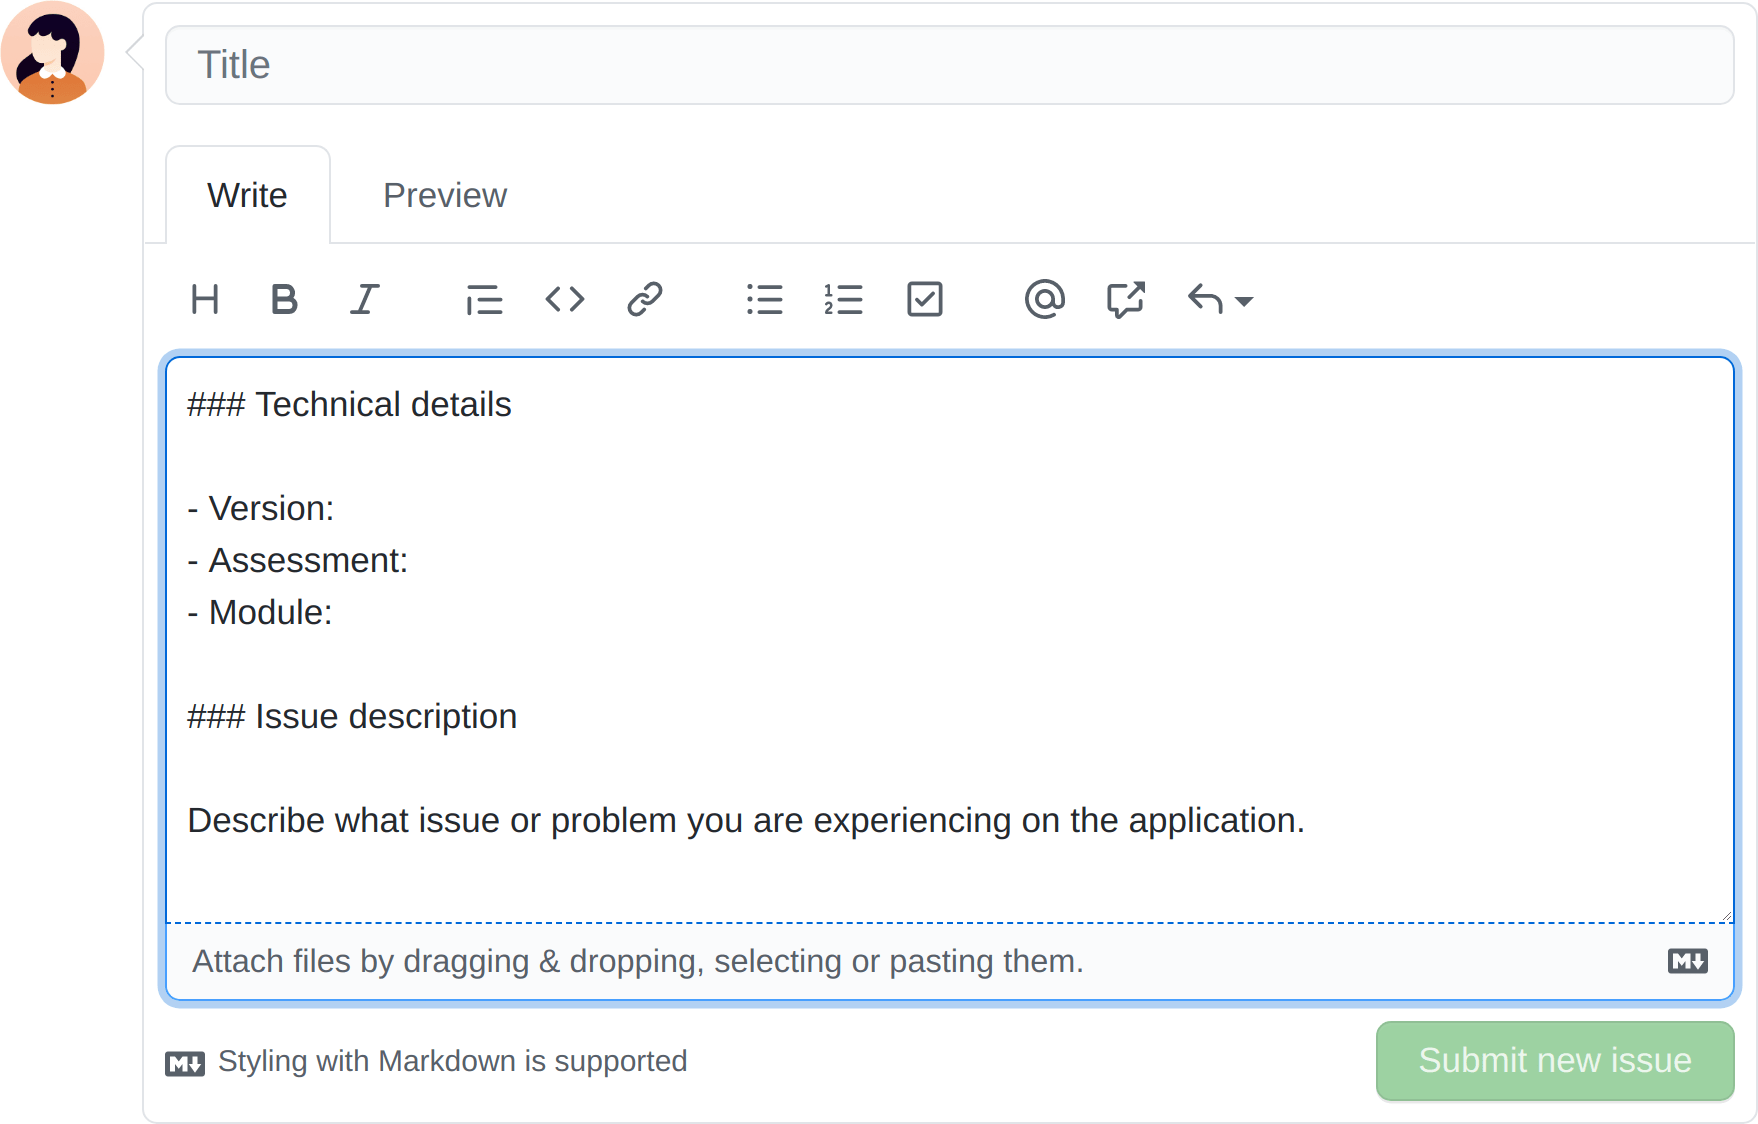 Title
Write Preview
### Technical details
- Version:
- Assessment:
- Module:
### Issue description
Describe what issue or problem you are experiencing on the application.
Attach files by dragging & dropping, selecting or pasting them.
Styling with Markdown is supported
Submit new issue